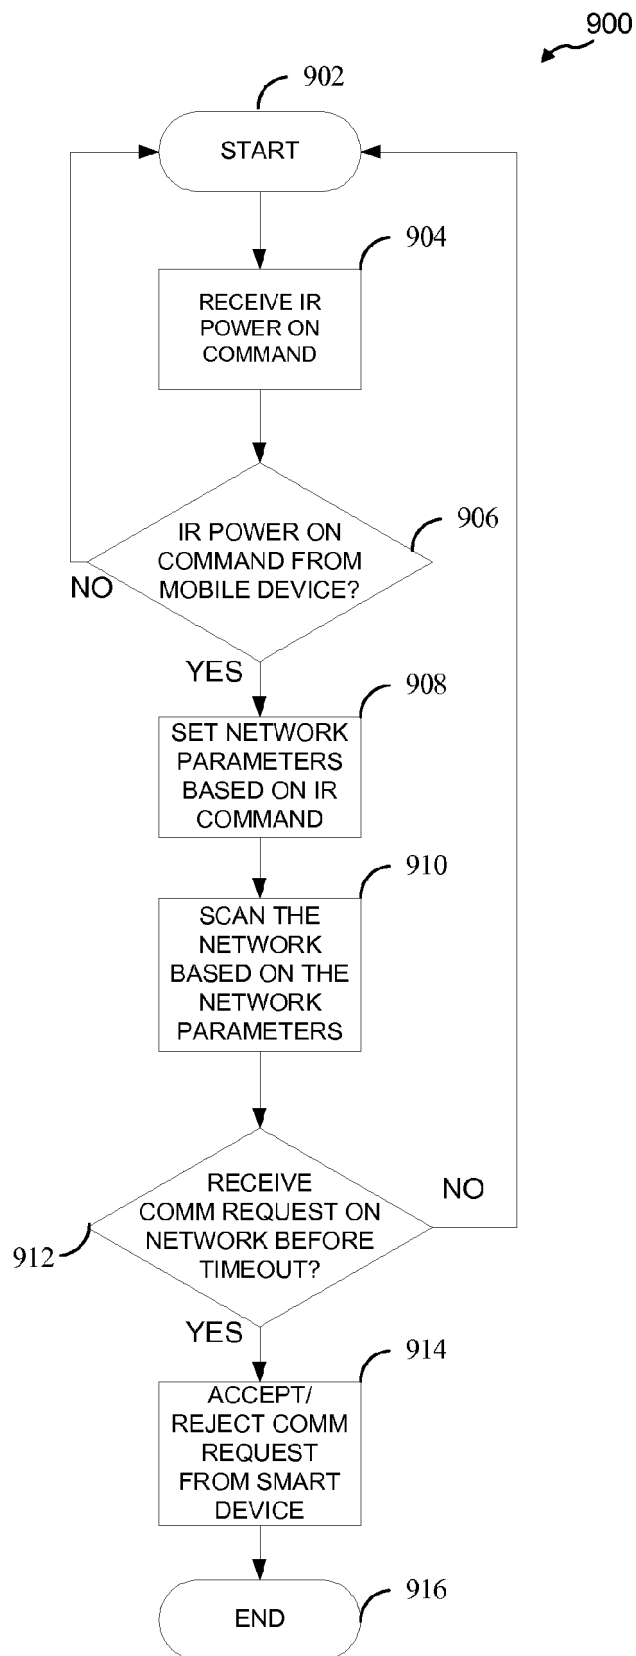 900
902
START
904
RECEIVE IR
POWER ON
COMMAND
906
IR POWER ON
COMMAND FROM
MOBILE DEVICE?
NO
YES
908
SET NETWORK
PARAMETERS
BASED ON IR
COMMAND
910
SCAN THE
NETWORK
BASED ON THE
NETWORK
PARAMETERS
RECEIVE
COMM REQUEST ON
NETWORK BEFORE
TIMEOUT?
NO
912
YES
914
ACCEPT/
REJECT COMM
REQUEST
FROM SMART
DEVICE
916
END